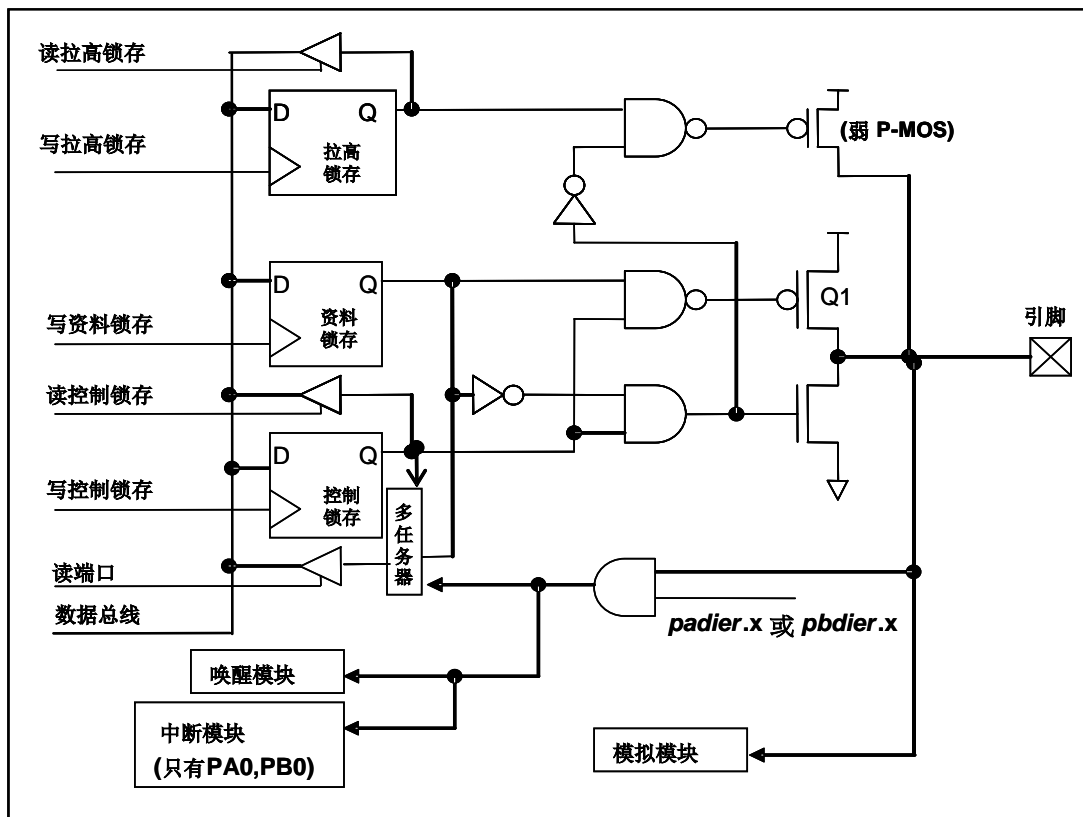 读拉高锁存
D Q
写拉高锁存
拉高
锁存
(弱 P-MOS)
D Q
写资料锁存
资料
锁存
Q1
引脚
读控制锁存
D Q
写控制锁存
控制
锁存
多
任
务
器
读端口
数据总线
padier.x 或 pbdier.x
唤醒模块
中断模块
(只有PA0,PB0)
模拟模块